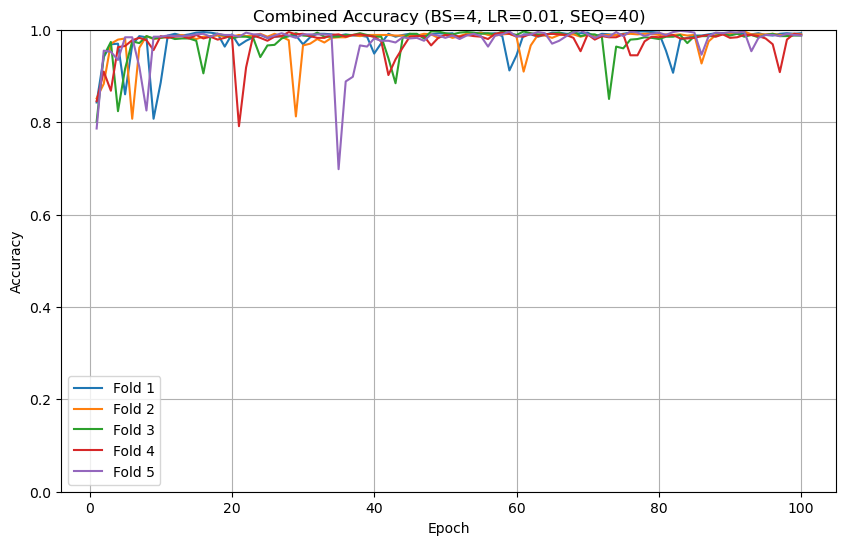 Combined Accuracy (BS=4, LR=0.01, SEQ=40)
1.0
0.8
0.6
0.4
0.2
0.0
Accuracy
Fold 1
Fold 2
Fold 3
Fold 4
Fold 5
0 20 40 60 80 100
Epoch